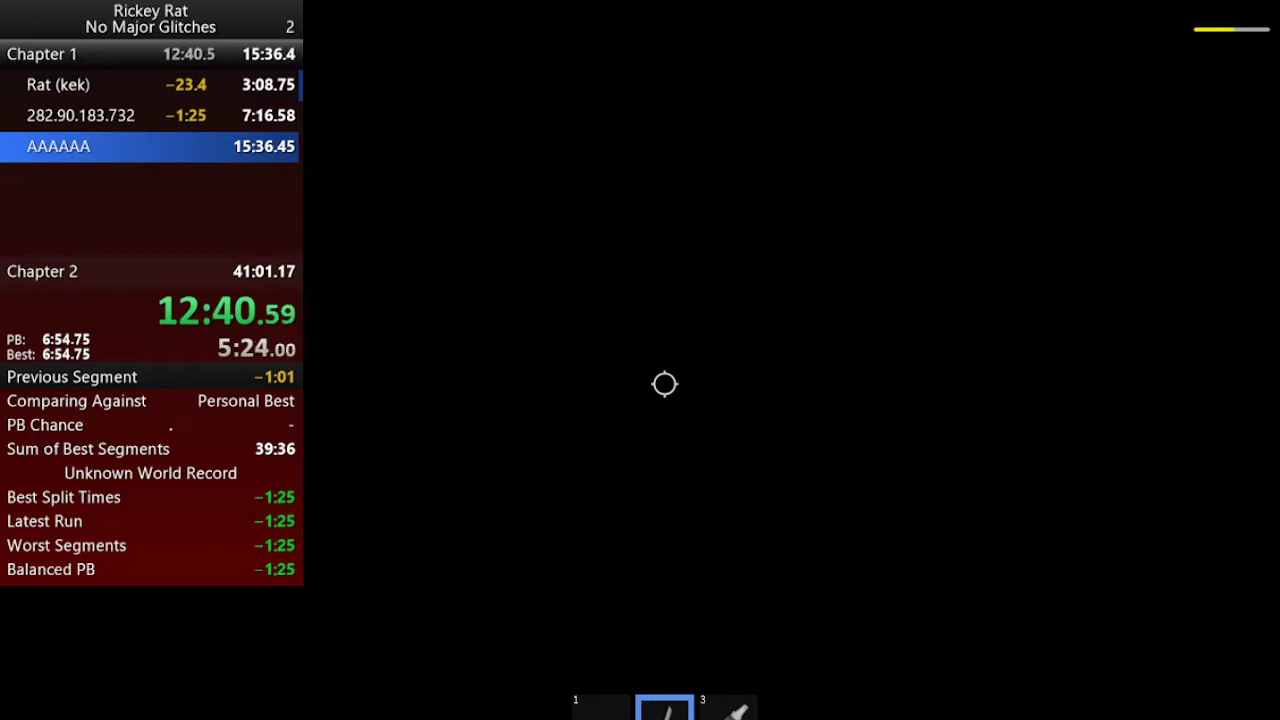 Rickey Rat
No Major Glitches 2
Chapter 1 12:40.5 15:36.4
Rat (kek) −23.4 3:08.75
282.90.183.732 −1:25 7:16.58
AAAAAA 15:36.45
Chapter 2 41:01.17
12:40.59
PB: 6:54.75
Best: 6:54.75
5:24.00
Previous Segment −1:01
Comparing Against Personal Best
PB Chance . -
Sum of Best Segments 39:36
Unknown World Record
Best Split Times −1:25
Latest Run −1:25
Worst Segments −1:25
Balanced PB −1:25
1 3